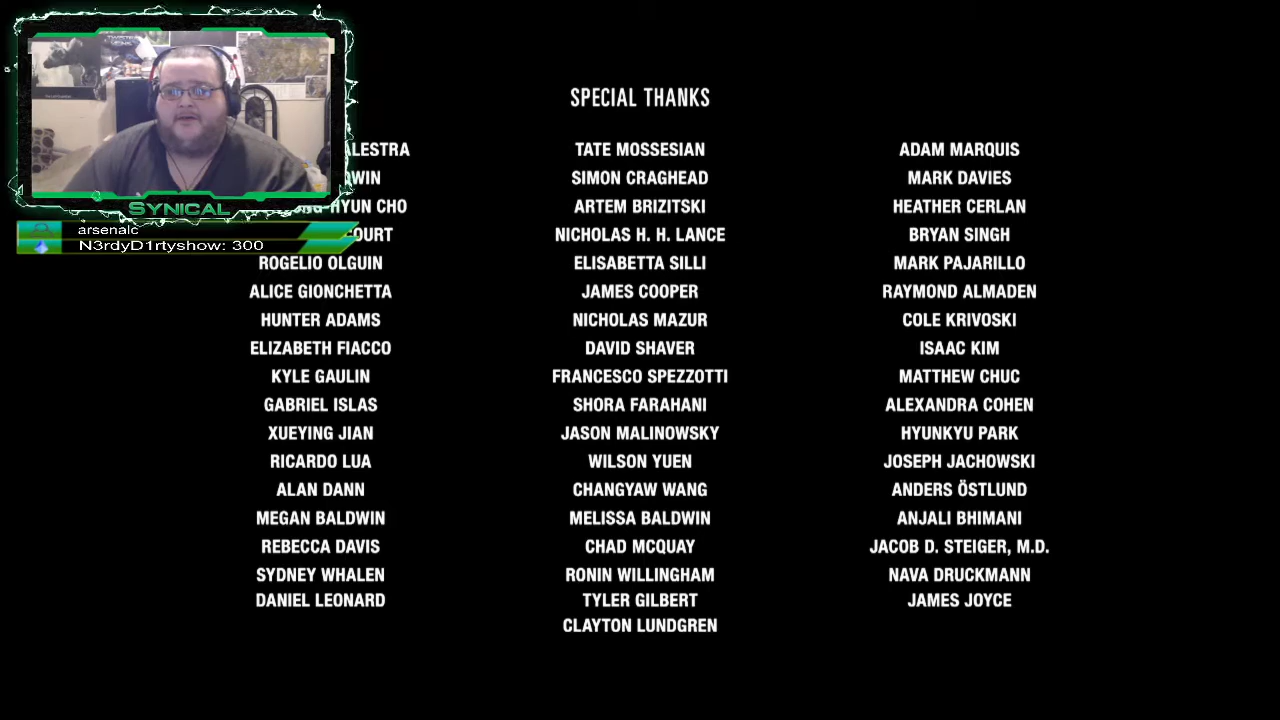 SPECIAL THANKS
ALESTRA TATE MOSSESIAN ADAM MARQUIS
SIMON CRAGHEAD MARK DAVIES
HYUN CHO ARTEM BRIZITSKI HEATHER CERLAN
COURT NICHOLAS H. H. LANCE BRYAN SINGH
ROGELIO OLGUIN ELISABETTA SILLI MARK PAJARILLO
ALICE GIONCHETTA JAMES COOPER RAYMOND ALMADEN
HUNTER ADAMS NICHOLAS MAZUR COLE KRIVOSKI
ELIZABETH FIACCO DAVID SHAVER ISAAC KIM
KYLE GAULIN FRANCESCO SPEZZOTTI MATTHEW CHUC
GABRIEL ISLAS SHORA FARAHANI ALEXANDRA COHEN
XUEYING JIAN JASON MALINOWSKY HYUNKYU PARK
RICARDO LUA WILSON YUEN JOSEPH JACHOWSKI
ALAN DANN CHANGYAW WANG ANDERS ÖSTLUND
MEGAN BALDWIN MELISSA BALDWIN ANJALI BHIMANI
REBECCA DAVIS CHAD MCQUAY JACOB D. STEIGER, M.D.
SYDNEY WHALEN RONIN WILLINGHAM NAVA DRUCKMANN
DANIEL LEONARD TYLER GILBERT JAMES JOYCE
CLAYTON LUNDGREN
SYNICAL
arsenalc
N3rdyD1rtyshow: 300